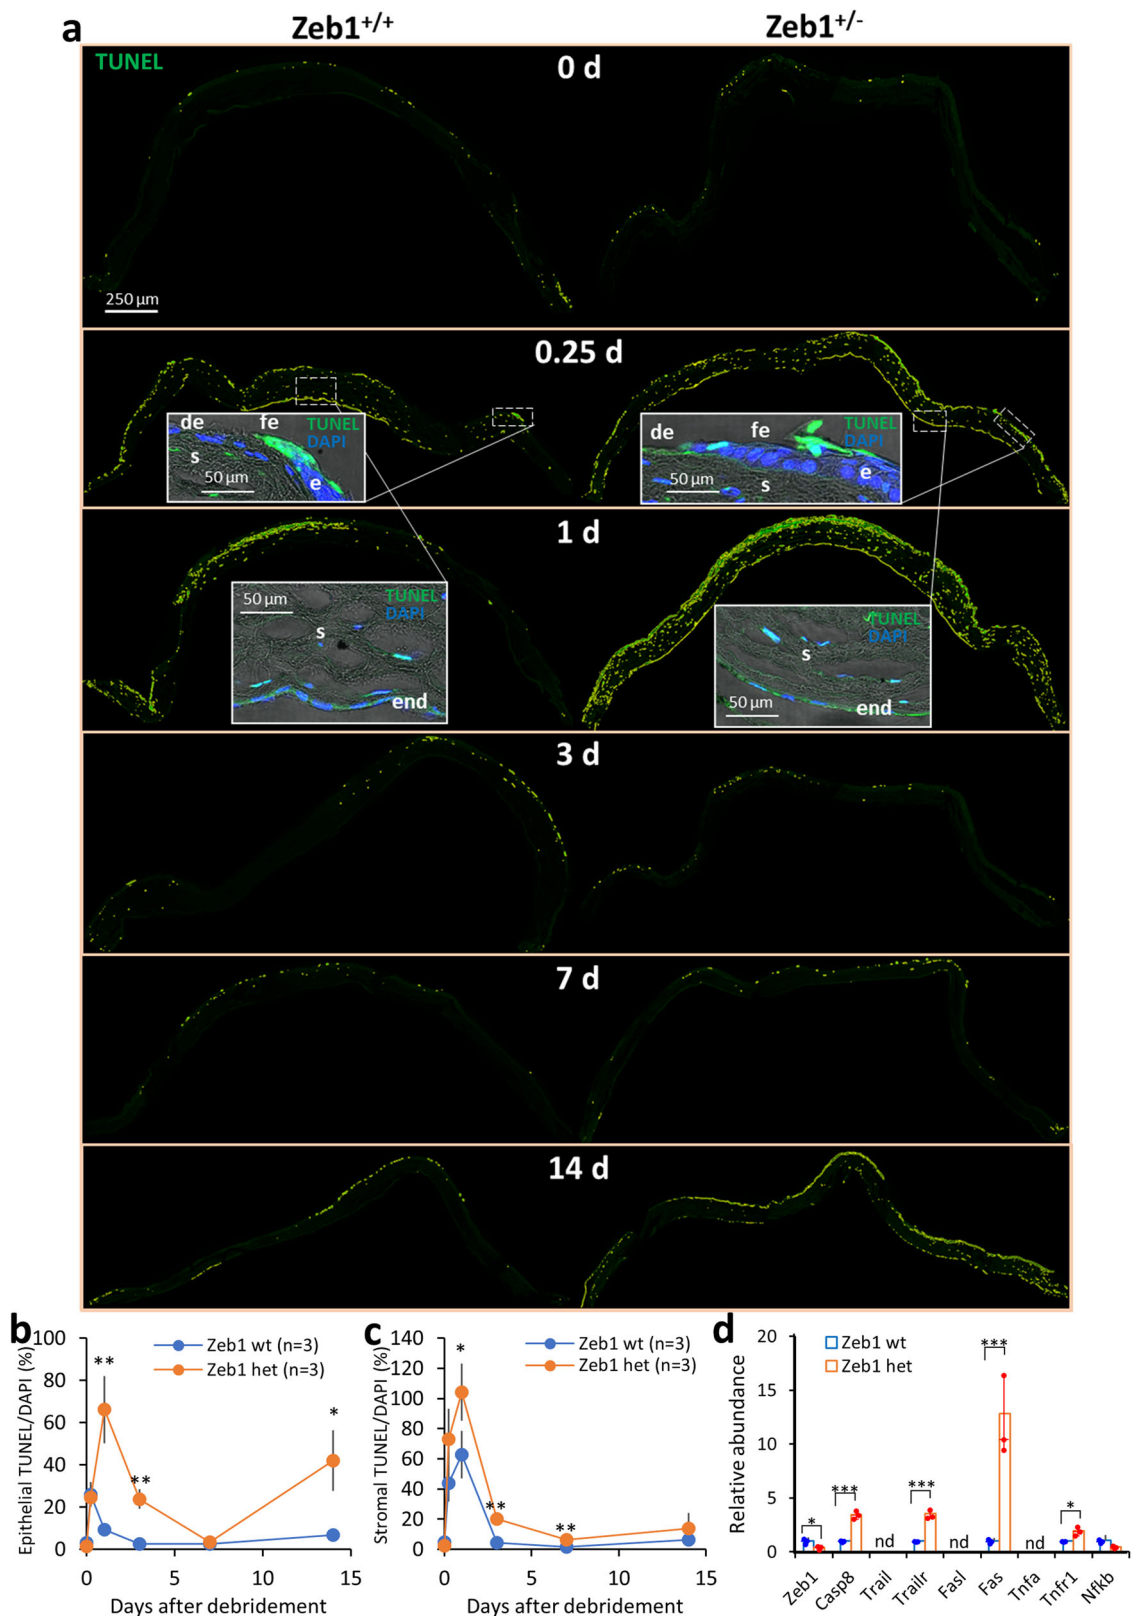 a
Zeb1+/+
Zeb1+/-
TUNEL
0 d
250 µm
0.25 d
de
fe
TUNEL
DAPI
s
50 µm
e
de
fe
TUNEL
DAPI
50 µm
s
e
1 d
50 µm
TUNEL
DAPI
s
end
TUNEL
DAPI
s
50 µm
end
3 d
7 d
14 d
b
Epithelial TUNEL/DAPI (%)
100
80
60
40
20
0
Zeb1 wt (n=3)
Zeb1 het (n=3)
**
**
*
0 5 10 15
Days after debridement
c
Stromal TUNEL/DAPI (%)
140
120
100
80
60
40
20
0
Zeb1 wt (n=3)
Zeb1 het (n=3)
*
**
**
0 5 10 15
Days after debridement
d
Relative abundance
20
15
10
5
0
Zeb1 wt
Zeb1 het
*
***
nd
***
nd
***
nd
*
Zeb1 Casp8 Trail Trailr Fasl Fas Tnfa Tnfr1 Nfkb